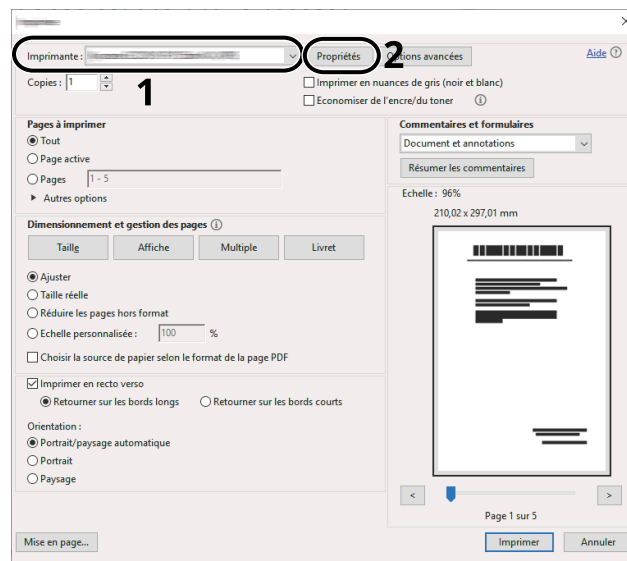 Imprimante :
Propriétés
2
Options avancées
Aide
1
Copies : 1
Imprimer en nuances de gris (noir et blanc)
Economiser de l'encre/du toner
Pages à imprimer
Tout
Page active
Pages 1 - 5
Autres options
Commentaires et formulaires
Document et annotations
Résumer les commentaires
Dimensionnement et gestion des pages
Taille
Affiche
Multiple
Livret
Ajuster
Taille réelle
Réduire les pages hors format
Echelle personnalisée : 100 %
Choisir la source de papier selon le format de la page PDF
Imprimer en recto verso
Retourner sur les bords longs
Retourner sur les bords courts
Orientation :
Portrait/paysage automatique
Portrait
Paysage
Echelle : 96%
210,02 x 297,01 mm
<
>
Page 1 sur 5
Mise en page...
Imprimer
Annuler